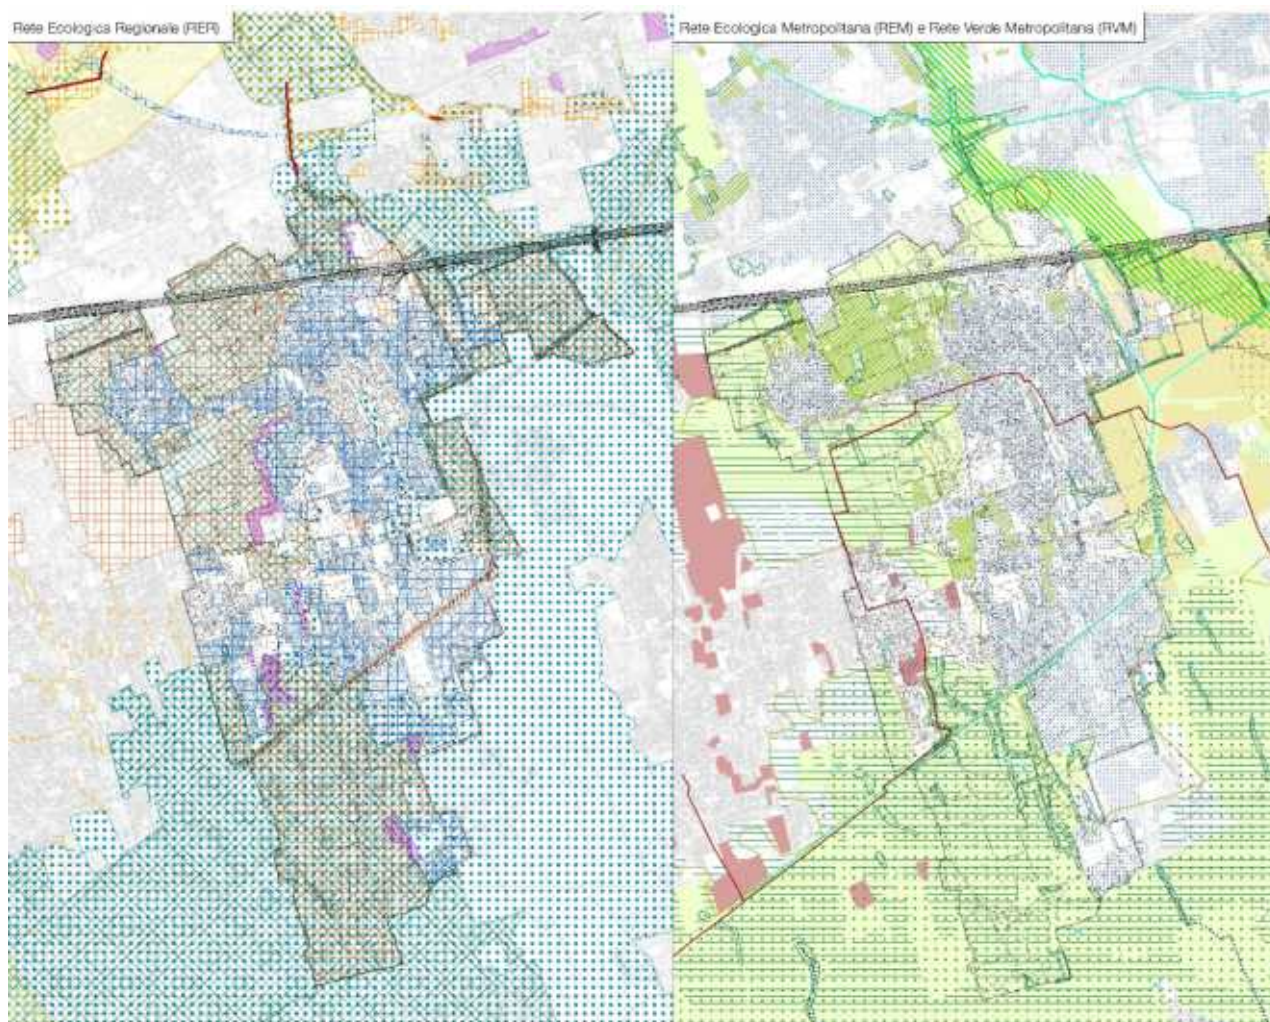 Rete Ecologica Regionale (RER)
Rete Ecologica Metropolitana (REM) e Rete Verde Metropolitana (RVM)